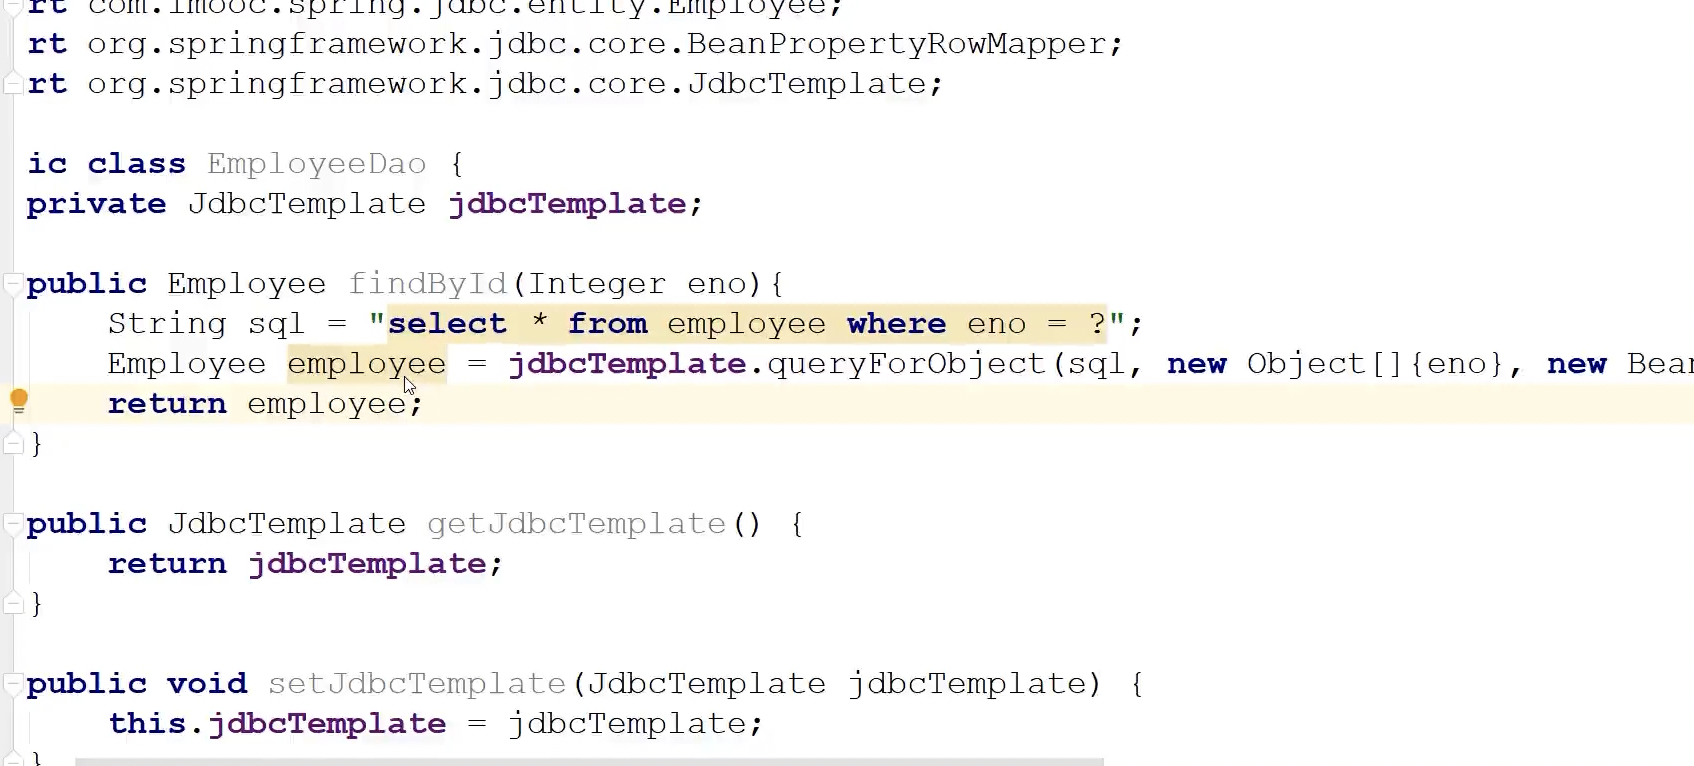 rt com.imooc.spring.jdbc.entity.Employee;
rt org.springframework.jdbc.core.BeanPropertyRowMapper;
rt org.springframework.jdbc.core.JdbcTemplate;
ic class EmployeeDao {
private JdbcTemplate jdbcTemplate;
public Employee findById(Integer eno){
String sql = "select * from employee where eno = ?";
Employee employee = jdbcTemplate.queryForObject(sql, new Object[]{eno}, new Bean
return employee;
}
public JdbcTemplate getJdbcTemplate() {
return jdbcTemplate;
}
public void setJdbcTemplate(JdbcTemplate jdbcTemplate) {
this.jdbcTemplate = jdbcTemplate;
}